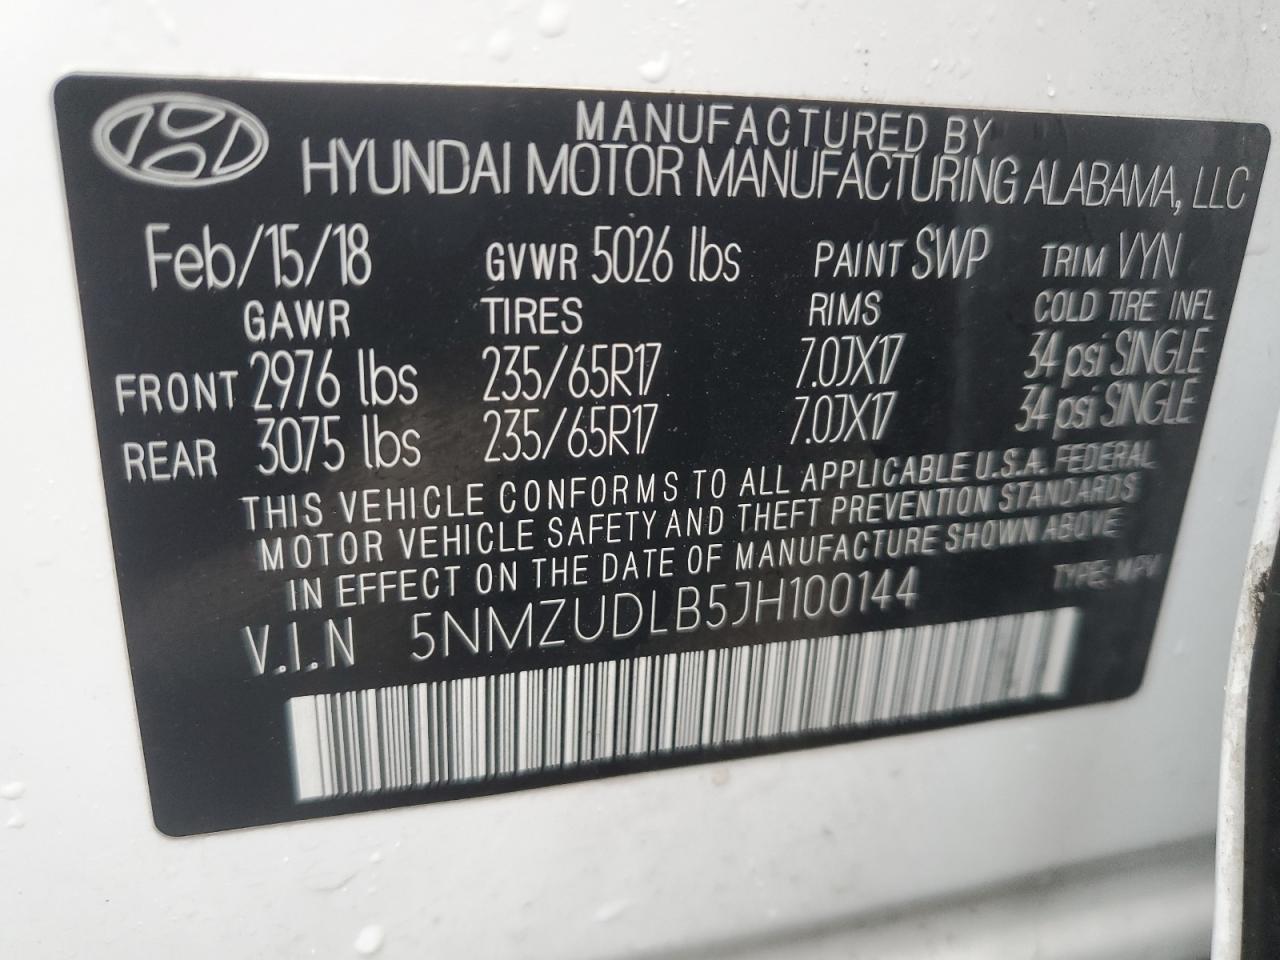 MANUFACTURED BY
HYUNDAI MOTOR MANUFACTURING ALABAMA, LLC
Feb/15/18 GVWR 5026 lbs PAINT SWP TRIM VYN
GAWR TIRES RIMS COLD TIRE INFL
FRONT 2976 lbs 235/65R17 7.0JX17 34 psi SINGLE
REAR 3075 lbs 235/65R17 7.0JX17 34 psi SINGLE
THIS VEHICLE CONFORMS TO ALL APPLICABLE U.S.A. FEDERAL
MOTOR VEHICLE SAFETY AND THEFT PREVENTION STANDARDS
IN EFFECT ON THE DATE OF MANUFACTURE SHOWN ABOVE
V.I.N 5NMZUDLB5JH100144 TYPE: MPV